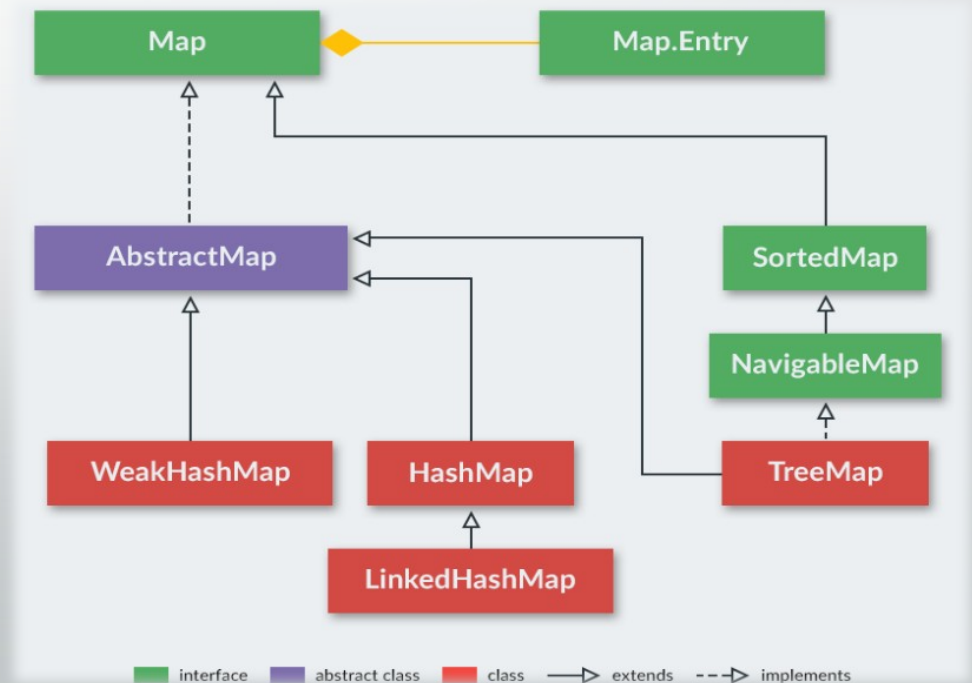 Map
Map.Entry
AbstractMap
SortedMap
NavigableMap
WeakHashMap
HashMap
TreeMap
LinkedHashMap
interface abstract class class extends implements